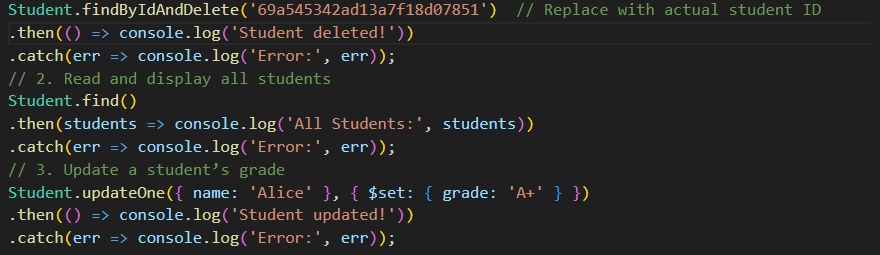 Student.findByIdAndDelete('69a545342ad13a7f18d07851')  // Replace with actual student ID
.then(() => console.log('Student deleted!'))
.catch(err => console.log('Error:', err));
// 2. Read and display all students
Student.find()
.then(students => console.log('All Students:', students))
.catch(err => console.log('Error:', err));
// 3. Update a student’s grade
Student.updateOne({ name: 'Alice' }, { $set: { grade: 'A+' } })
.then(() => console.log('Student updated!'))
.catch(err => console.log('Error:', err));